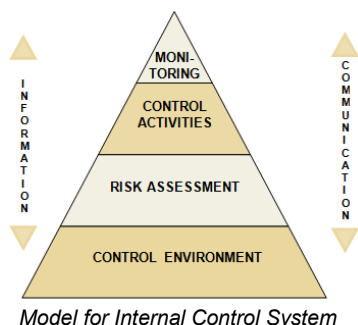 MONI-
TORING
CONTROL
ACTIVITIES
RISK ASSESSMENT
CONTROL ENVIRONMENT
INFORMATION
COMMUNICATION
Model for Internal Control System